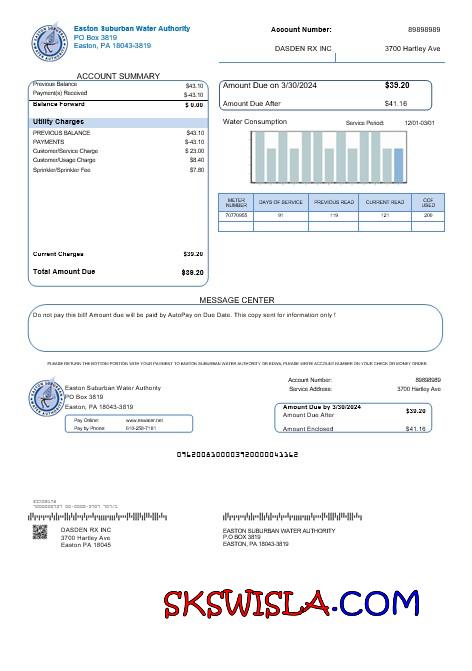 Easton Suburban Water Authority
PO Box 3819
Easton, PA 18043-3819
Account Number: 89898989
DASDEN RX INC 3700 Hartley Ave
ACCOUNT SUMMARY
Previous Balance $43.10
Payment(s) Received $-43.10
Balance Forward $ 0.00
Utility Charges
PREVIOUS BALANCE $43.10
PAYMENTS $-43.10
Customer/Service Charge $ 23.00
Customer/Usage Charge $8.40
Sprinkler/Sprinkler Fee $7.80
Current Charges $39.20
Total Amount Due $39.20
Amount Due on 3/30/2024 $39.20
Amount Due After $41.16
Water Consumption Service Period: 12/01-03/01
METER NUMBER DAYS OF SERVICE PREVIOUS READ CURRENT READ CCF USED
91 119 121 200
MESSAGE CENTER
Do not pay this bill! Amount due will be paid by AutoPay on Due Date. This copy sent for information only !
PLEASE RETURN THE BOTTOM PORTION WITH YOUR PAYMENT TO EASTON SUBURBAN WATER AUTHORITY OR ESWA, PLEASE WRITE ACCOUNT NUMBER ON YOUR CHECK OR MONEY ORDER
Easton Suburban Water Authority
PO Box 3819
Easton, PA 18043-3819
Pay Online: www.eswater.net
Pay by Phone: 610-258-7181
Account Number: 89898989
Service Address: 3700 Hartley Ave
Amount Due by 3/30/2024 $39.20
Amount Due After
Amount Enclosed $41.16
DASDEN RX INC
3700 Hartley Ave
Easton PA 18045
EASTON SUBURBAN WATER AUTHORITY
P.O BOX 3819
EASTON, PA 18043-3819
SKSWISLA.COM